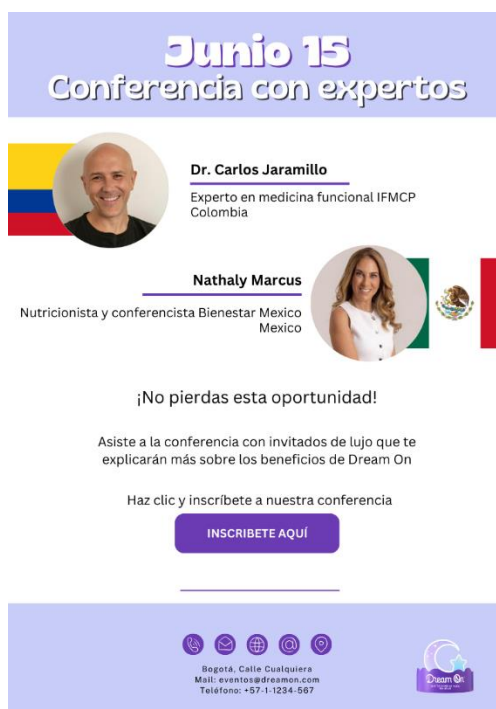 Junio 15
Conferencia con expertos
Dr. Carlos Jaramillo
Experto en medicina funcional IFMCP
Colombia
Nathaly Marcus
Nutricionista y conferencista Bienestar Mexico
Mexico
¡No pierdas esta oportunidad!
Asiste a la conferencia con invitados de lujo que te
explicarán más sobre los beneficios de Dream On
Haz clic y inscríbete a nuestra conferencia
INSCRIBETE AQUÍ
Bogotá, Calle Cualquiera
Mail: eventos@dreamon.com
Teléfono: +57-1-1234-567
Dream On